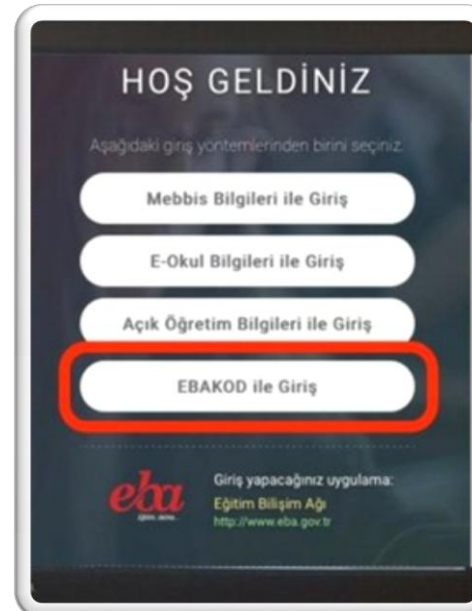 HOŞ GELDİNİZ
Aşağıdaki giriş yöntemlerinden birini seçiniz.
Mebbis Bilgileri ile Giriş
E-Okul Bilgileri ile Giriş
Açık Öğretim Bilgileri ile Giriş
EBAKOD ile Giriş
eba
Giriş yapacağınız uygulama:
Eğitim Bilişim Ağı
http://www.eba.gov.tr